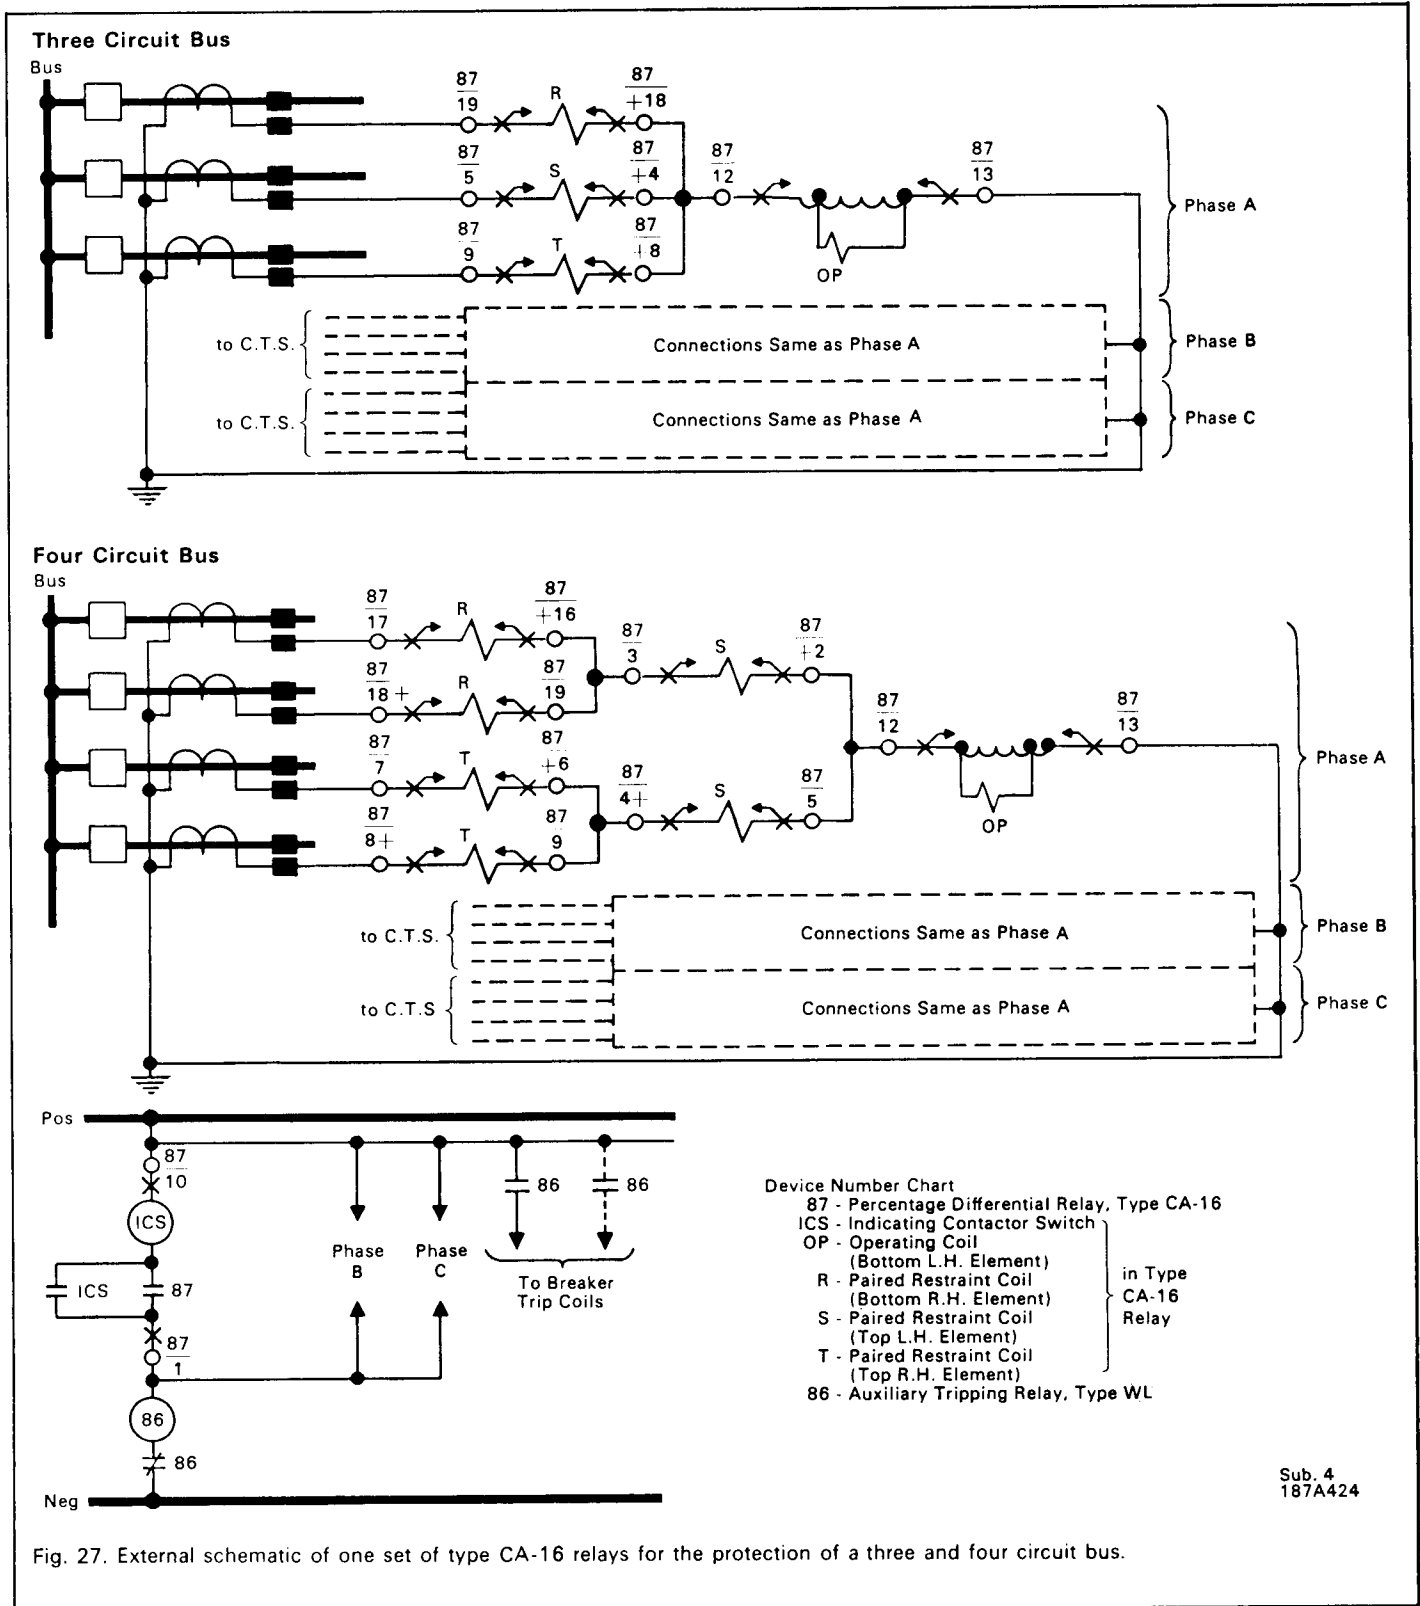 Three Circuit Bus
Bus
87
19
R
87
+18
87
5
S
87
+4
87
12
87
13
87
9
T
87
+8
OP
Phase A
to C.T.S.
Connections Same as Phase A
Phase B
to C.T.S.
Connections Same as Phase A
Phase C
Four Circuit Bus
Bus
87
17
R
87
+16
87
3
S
87
+2
87
18 +
R
87
19
87
12
87
13
87
7
T
87
+6
87
4+
S
87
5
OP
Phase A
87
8+
T
87
9
to C.T.S.
Connections Same as Phase A
Phase B
to C.T.S
Connections Same as Phase A
Phase C
Pos
87
10
ICS
ICS
87
87
1
86
86
Neg
Phase
B
Phase
C
86
86
To Breaker
Trip Coils
Device Number Chart
87 - Percentage Differential Relay, Type CA-16
ICS - Indicating Contactor Switch
OP - Operating Coil
(Bottom L.H. Element)
R - Paired Restraint Coil
(Bottom R.H. Element)
S - Paired Restraint Coil
(Top L.H. Element)
T - Paired Restraint Coil
(Top R.H. Element)
in Type
CA-16
Relay
86 - Auxiliary Tripping Relay, Type WL
Sub. 4
187A424
Fig. 27. External schematic of one set of type CA-16 relays for the protection of a three and four circuit bus.